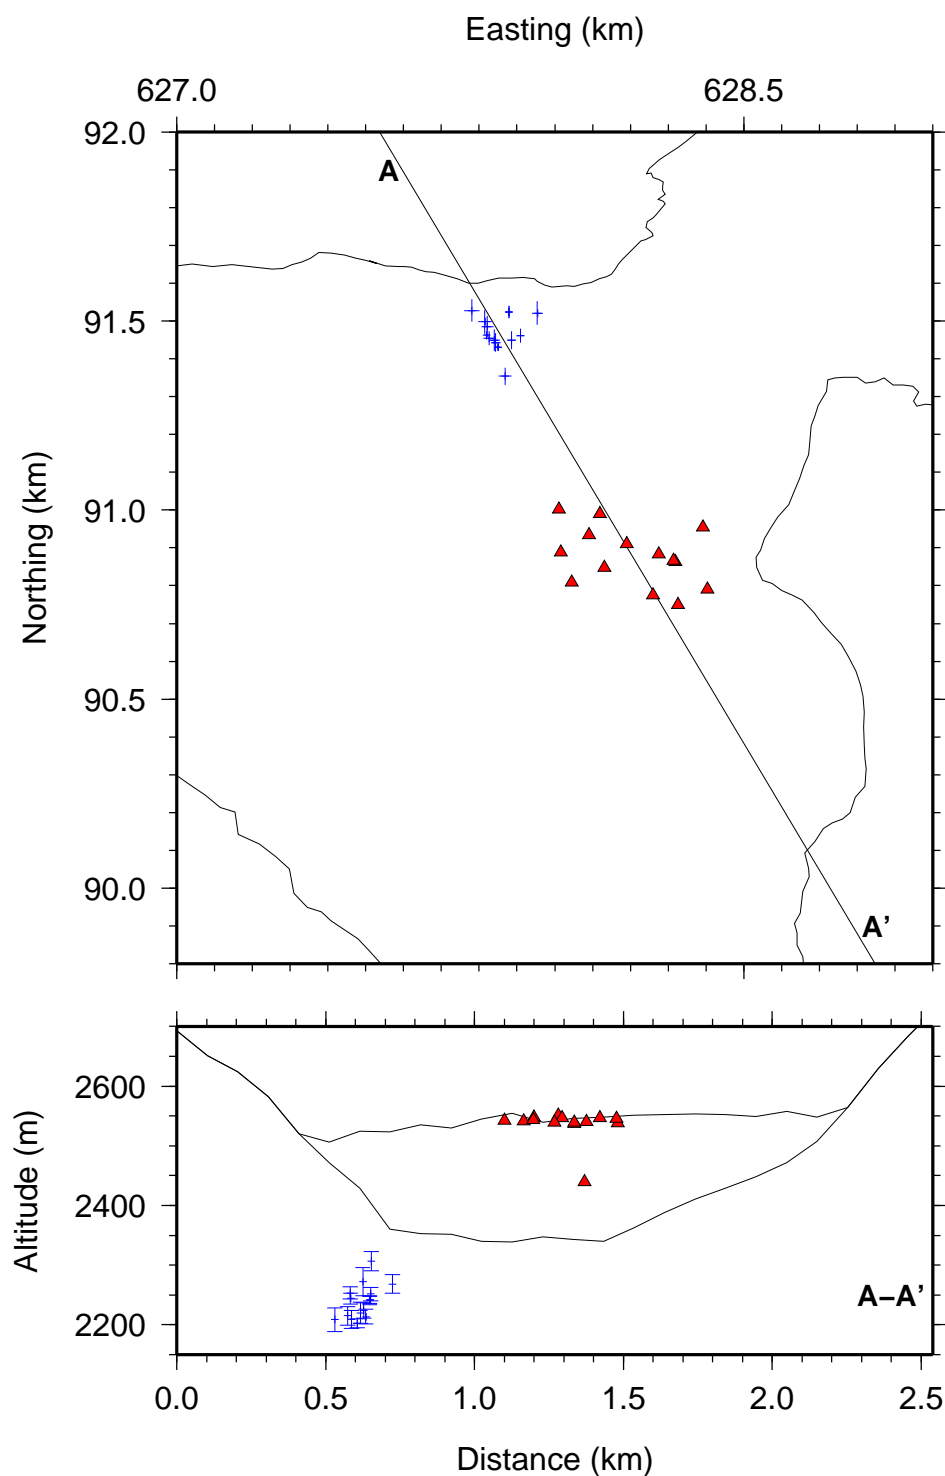 Easting (km)
627.0 628.5
92.0
A
91.5
91.0
Northing (km)
90.5
90.0
A’
2600
Altitude (m)
2400
A–A’
2200
0.0 0.5 1.0 1.5 2.0 2.5
Distance (km)